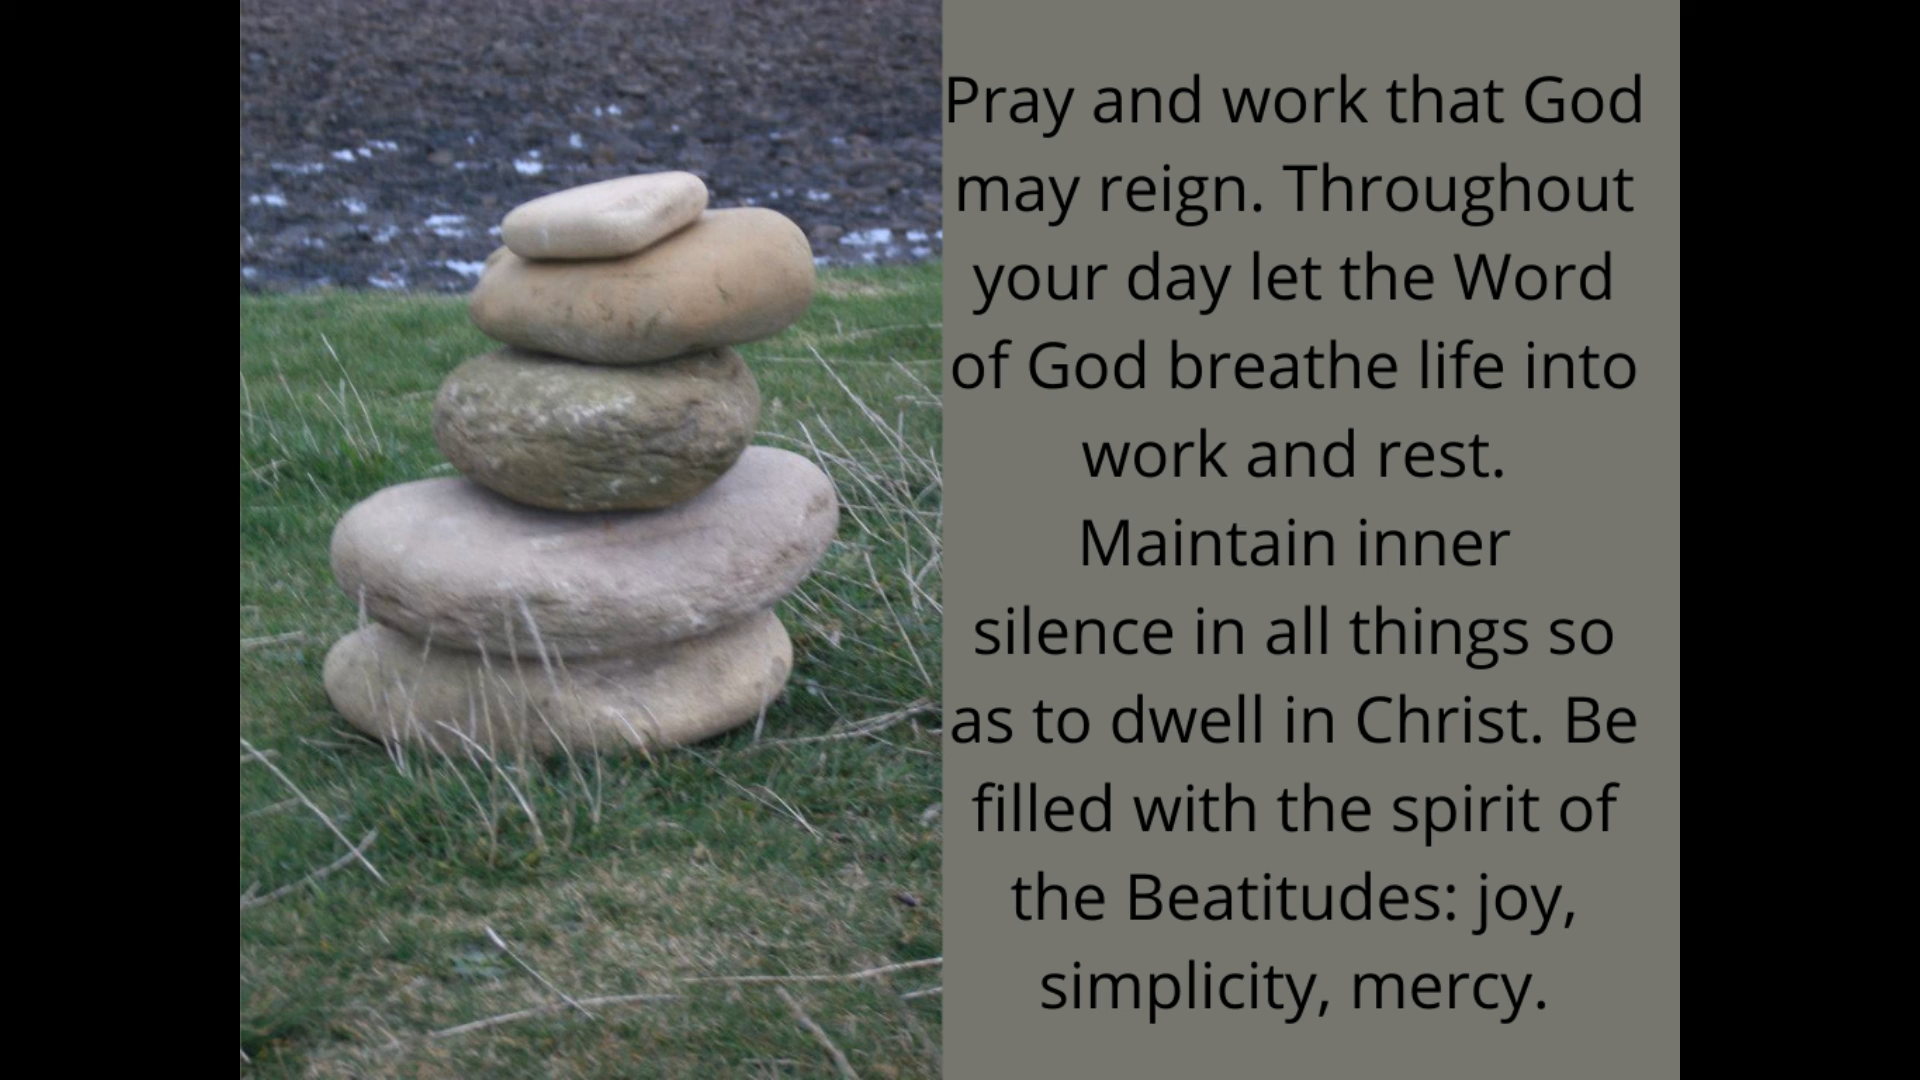 Pray and work that God
may reign. Throughout
your day let the Word
of God breathe life into
work and rest.
Maintain inner
silence in all things so
as to dwell in Christ. Be
filled with the spirit of
the Beatitudes: joy,
simplicity, mercy.